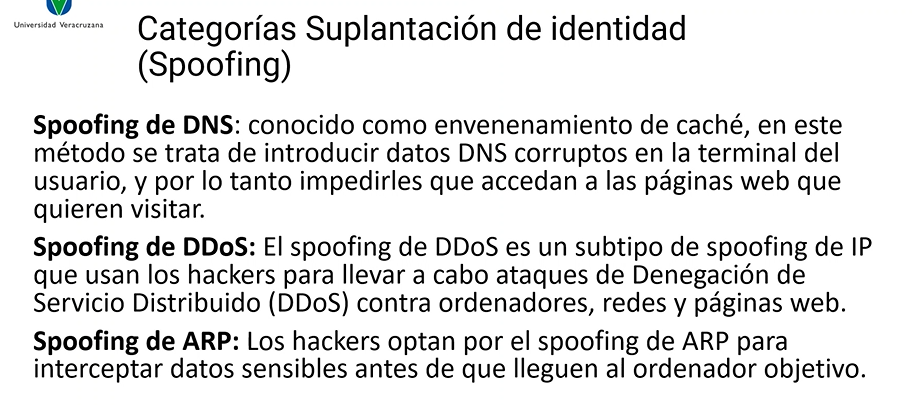 Universidad Veracruzana
Categorías Suplantación de identidad
(Spoofing)
Spoofing de DNS: conocido como envenenamiento de caché, en este
método se trata de introducir datos DNS corruptos en la terminal del
usuario, y por lo tanto impedirles que accedan a las páginas web que
quieren visitar.
Spoofing de DDoS: El spoofing de DDoS es un subtipo de spoofing de IP
que usan los hackers para llevar a cabo ataques de Denegación de
Servicio Distribuido (DDoS) contra ordenadores, redes y páginas web.
Spoofing de ARP: Los hackers optan por el spoofing de ARP para
interceptar datos sensibles antes de que lleguen al ordenador objetivo.